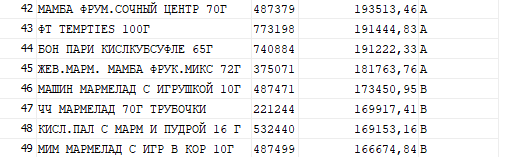 42 МАМБА ФРУМ.СОЧНЫЙ ЦЕНТР 70Г 487379 193513,46 А
43 ФТ TEMPTIES 100Г 773198 191444,83 А
44 БОН ПАРИ КИСЛКУБСУФЛЕ 65Г 740884 191222,33 А
45 ЖЕВ.МАРМ. МАМБА ФРУК.МИКС 72Г 375071 181763,76 А
46 МАШИН МАРМЕЛАД С ИГРУШКОЙ 10Г 487471 173450,95 В
47 ЧЧ МАРМЕЛАД 70Г ТРУБОЧКИ 221244 169917,41 В
48 КИСЛ.ПАЛ С МАРМ И ПУДРОЙ 16 Г 532440 169153,16 В
49 МИМ МАРМЕЛАД С ИГР В КОР 10Г 487499 166674,84 В